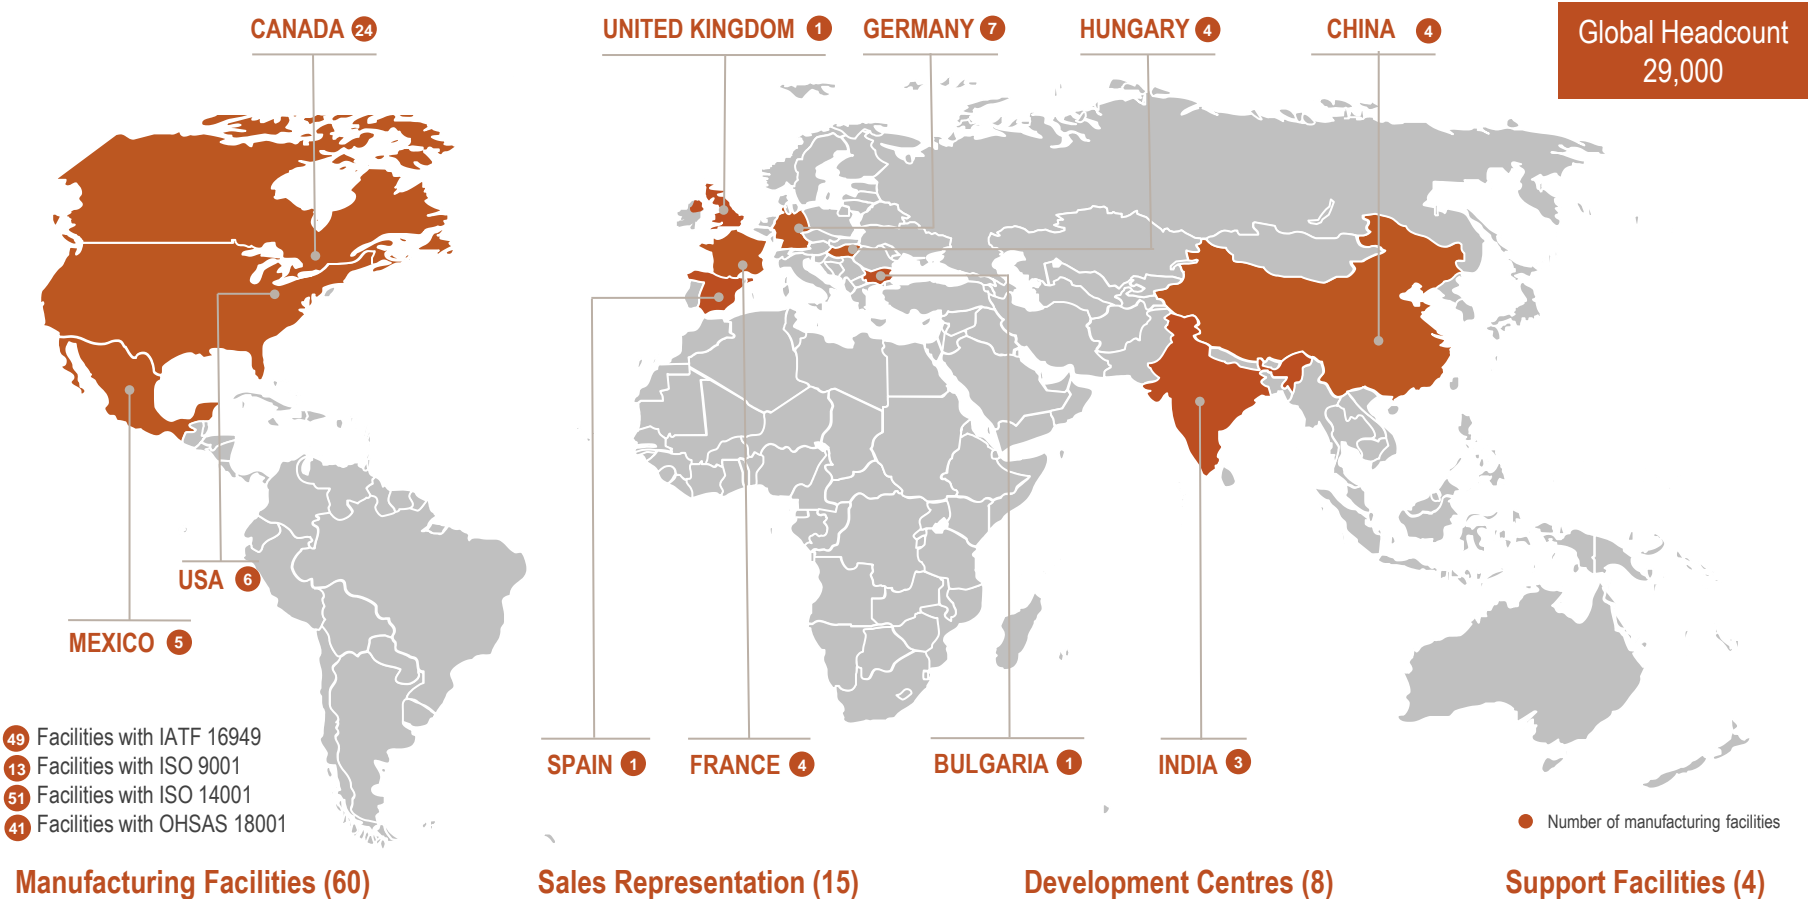 CANADA 24
UNITED KINGDOM 1
GERMANY 7
HUNGARY 4
CHINA 4
Global Headcount
29,000
USA 6
MEXICO 5
SPAIN 1
FRANCE 4
BULGARIA 1
INDIA 3
49 Facilities with IATF 16949
13 Facilities with ISO 9001
51 Facilities with ISO 14001
41 Facilities with OHSAS 18001
Number of manufacturing facilities
Manufacturing Facilities (60)
Sales Representation (15)
Development Centres (8)
Support Facilities (4)